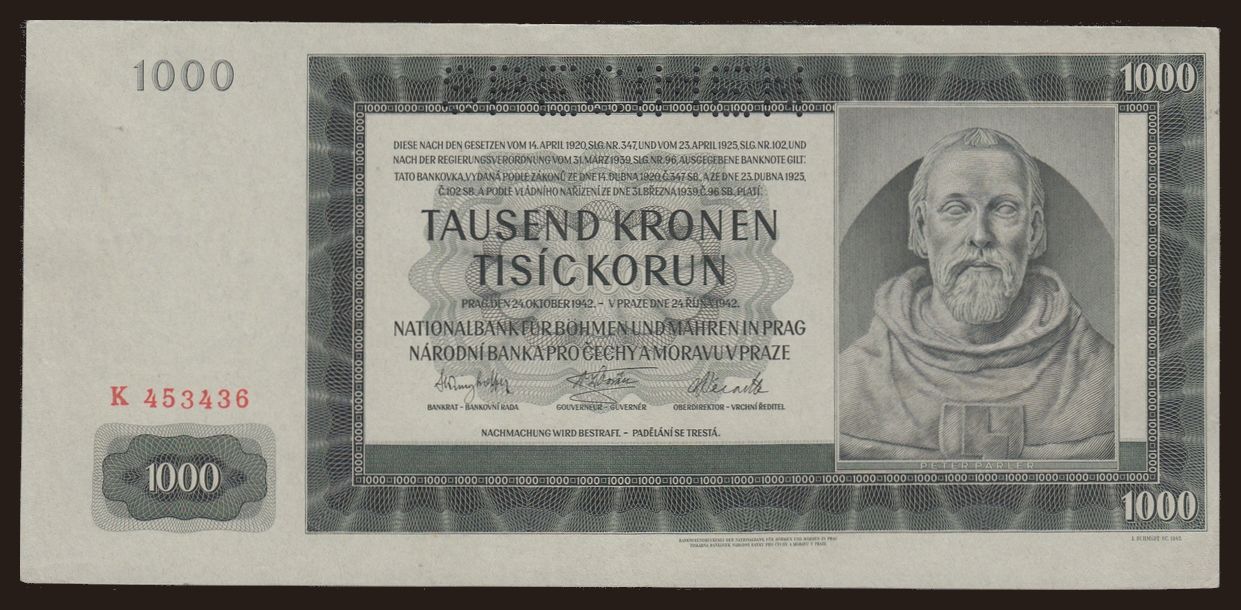 1000
1000
DIESE NACH DEN GESETZEN VOM 14. APRIL 1920, SLG. NR. 347, UND VOM 23. APRIL 1925, SLG. NR. 102, UND
NACH DER REGIERUNGSVERORDNUNG VOM 31. MÄRZ 1939, SLG. NR. 96, AUSGEGEBENE BANKNOTE GILT.
TATO BANKOVKA, VYDANÁ PODLE ZÁKONŮ ZE DNE 14. DUBNA 1920, Č. 347 SB., A ZE DNE 23. DUBNA 1925,
Č. 102 SB. A PODLE VLÁDNÍHO NAŘÍZENÍ ZE DNE 31. BŘEZNA 1939, Č. 96 SB., PLATÍ.
TAUSEND KRONEN
TISÍC KORUN
PRAG, DEN 24. OKTOBER 1942. – V PRAZE DNE 24. ŘÍJNA 1942.
NATIONALBANK FÜR BÖHMEN UND MÄHREN IN PRAG
NÁRODNÍ BANKA PRO ČECHY A MORAVU V PRAZE
BANKRAT – BANKOVNÍ RADA
GOUVERNEUR – GUVERNÉR
OBERDIREKTOR – VRCHNÍ ŘEDITEL
NACHMACHUNG WIRD BESTRAFT. – PADĚLÁNÍ SE TRESTÁ.
K 453436
1000
PETER PARLER
1000
J. SCHMIDT SC. 1942.